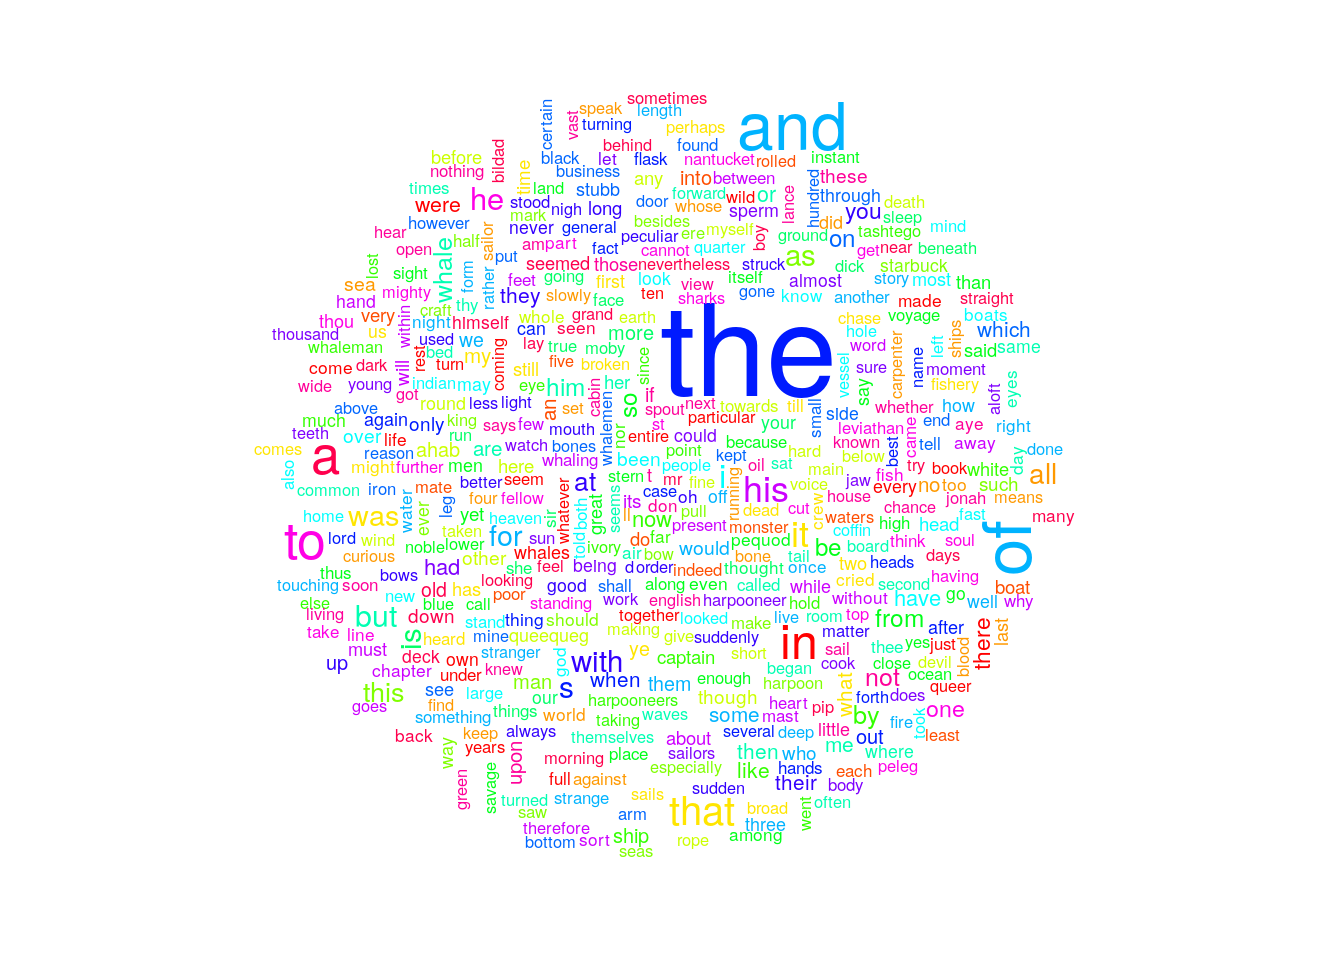 sometimes
certain vast speak length
turning perhaps and
behind found
before bildad black let flask nantucket rolled instant
nothing time business any into between these
times he land stubb door forward wild or lance hundred through death
were stood nigh long whose sperm you sleep
however mark never general besides ere myself boy did tashtego mind
hear half sailor am part fact peculiar cannot quarter ground on get near beneath
open whale put seemed those nevertheless struck as dick starbuck
lost sight form rather feet going first look view itself almost story most than
sea mighty thy they slowly face ten sharks gone know another made straight
hand craft whole grand earth the chase voyage boats
thou very within night himself can seen more hole which
thousand us used we lay true moby since word left ships said same
whaleman rest bed my coming still five broken vessel carpenter name
come dark will turn eye him her sure moment
wide young got indian may cabin if say fishery eyes
above round less light an set so spout next towards till small side whether how aloft
much again only king says few mouth whalemen nor st particular your leviathan end aye right
teeth over life run entire could because known came tell away done
comes reason ahab are watch bones been point kept hard below best day
also might further men here whaling people oil sat main jaw try book white
common iron mate better seem at stern t mr fine i voice fish every no too such means
water leg four fellow whatever great its case oh off running his house chance jonah
home was ever yet heaven sir seems don pull dead cut crew waters head fast many
to lord wind taken for sun told both ll now present monster it coffin high of
noble lower do far pequod be board think soul
curious other whales ivory air bow would bone tail two heads days
thus bows had she feel being d order indeed thought once cried second having
touching soon old has looking good shall along even called while boat
else new poor work english harpooneer hold without have go well why
living but blue call standing together looked live room top from
take line down stand thing should make matter after there last
must is heard mine queequeg making give suddenly in sail thee yes just
deck own stranger god ye captain short cook close devil blood
up chapter under knew with began ocean
this see large man s when them enough harpoon what not queer
find our harpooneers though heart forth does one
goes something things world taking waves some mast pip by took
back keep always themselves about several deep little me out fire least
way years upon morning place sailors then who where
full against especially like hands each peleg
green savage turned strange sails sudden their body
saw arm that broad went often
therefore three
bottom sort ship among
seas rope